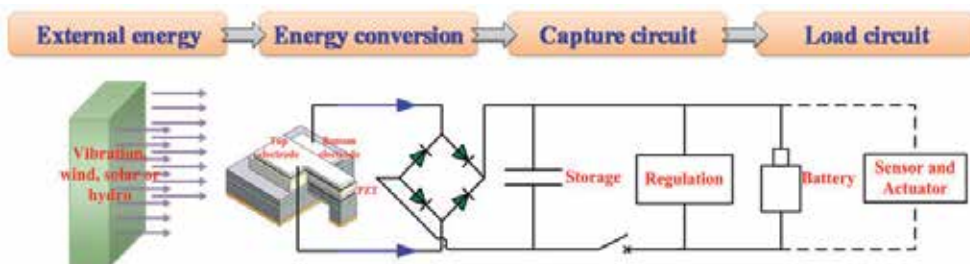 External energy
Energy conversion
Capture circuit
Load circuit
Vibration,
wind, solar or
hydro
Top
electrode
Bottom
electrode
PZT
Storage
Regulation
Battery
Sensor and
Actuator